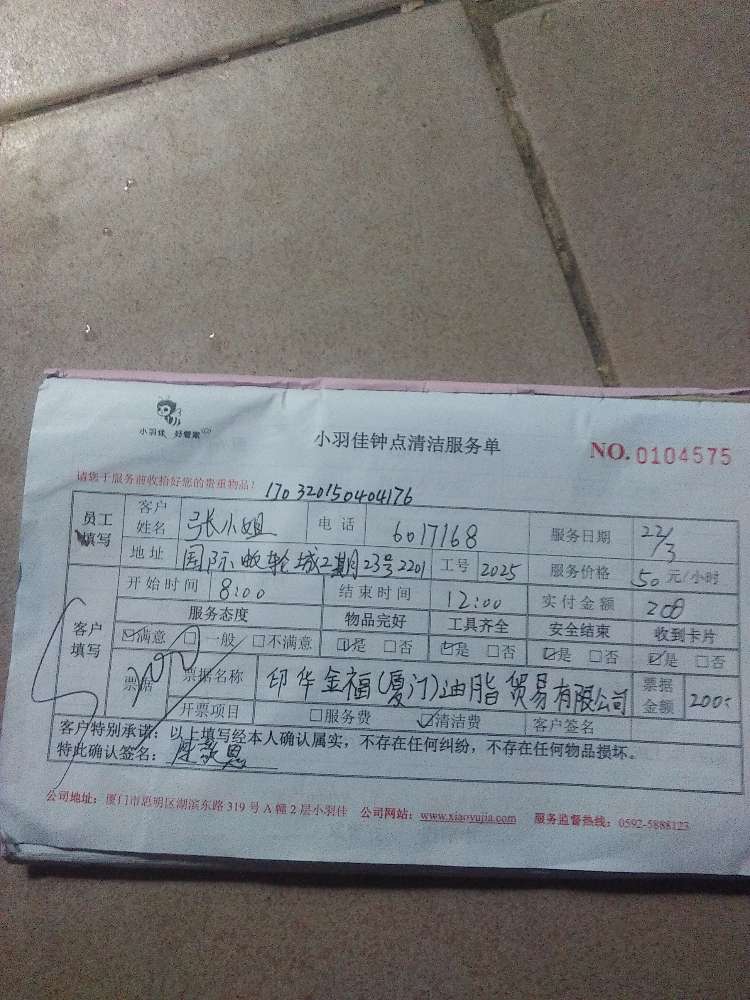 小羽佳 好管家
小羽佳钟点清洁服务单
NO. 0104575
请您于服务前收拾好您的贵重物品!
170320150404176
员工填写 客户姓名 张小姐 电话 6017168 服务日期 22/3
地址 国际邮轮城2期23号2201 工号 2025 服务价格 50 元/小时
客户填写 开始时间 8:00 结束时间 12:00 实付金额 200
服务态度 物品完好 工具齐全 安全结束 收到卡片
☑满意 □一般 □不满意 ☑是 □否 ☑是 □否 ☑是 □否 ☑是 □否
票据 票据名称 印华金福(厦门)油脂贸易有限公司 票据金额 200
开票项目 □服务费 ☑清洁费 客户签名
客户特别承诺:以上填写经本人确认属实,不存在任何纠纷,不存在任何物品损坏。
特此确认签名:
公司地址:厦门市思明区湖滨东路 319 号 A 幢 2 层小羽佳 公司网站:www.xiaoyujia.com 服务监督热线:0592-5888123